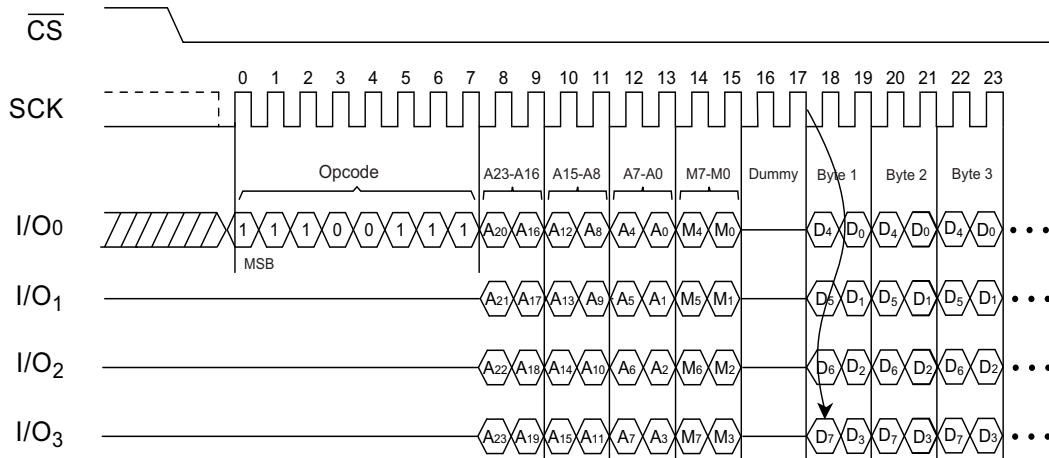 CS
0 1 2 3 4 5 6 7 8 9 10 11 12 13 14 15 16 17 18 19 20 21 22 23
SCK
Opcode A23-A16 A15-A8 A7-A0 M7-M0 Dummy Byte 1 Byte 2 Byte 3
I/O0 1 1 1 0 0 1 1 1 A20 A16 A12 A8 A4 A0 M4 M0 D4 D0 D4 D0 D4 D0 • • •
MSB
I/O1 A21 A17 A13 A9 A5 A1 M5 M1 D5 D1 D5 D1 D5 D1 • • •
I/O2 A22 A18 A14 A10 A6 A2 M6 M2 D6 D2 D6 D2 D6 D2 • • •
I/O3 A23 A19 A15 A11 A7 A3 M7 M3 D7 D3 D7 D3 D7 D3 • • •